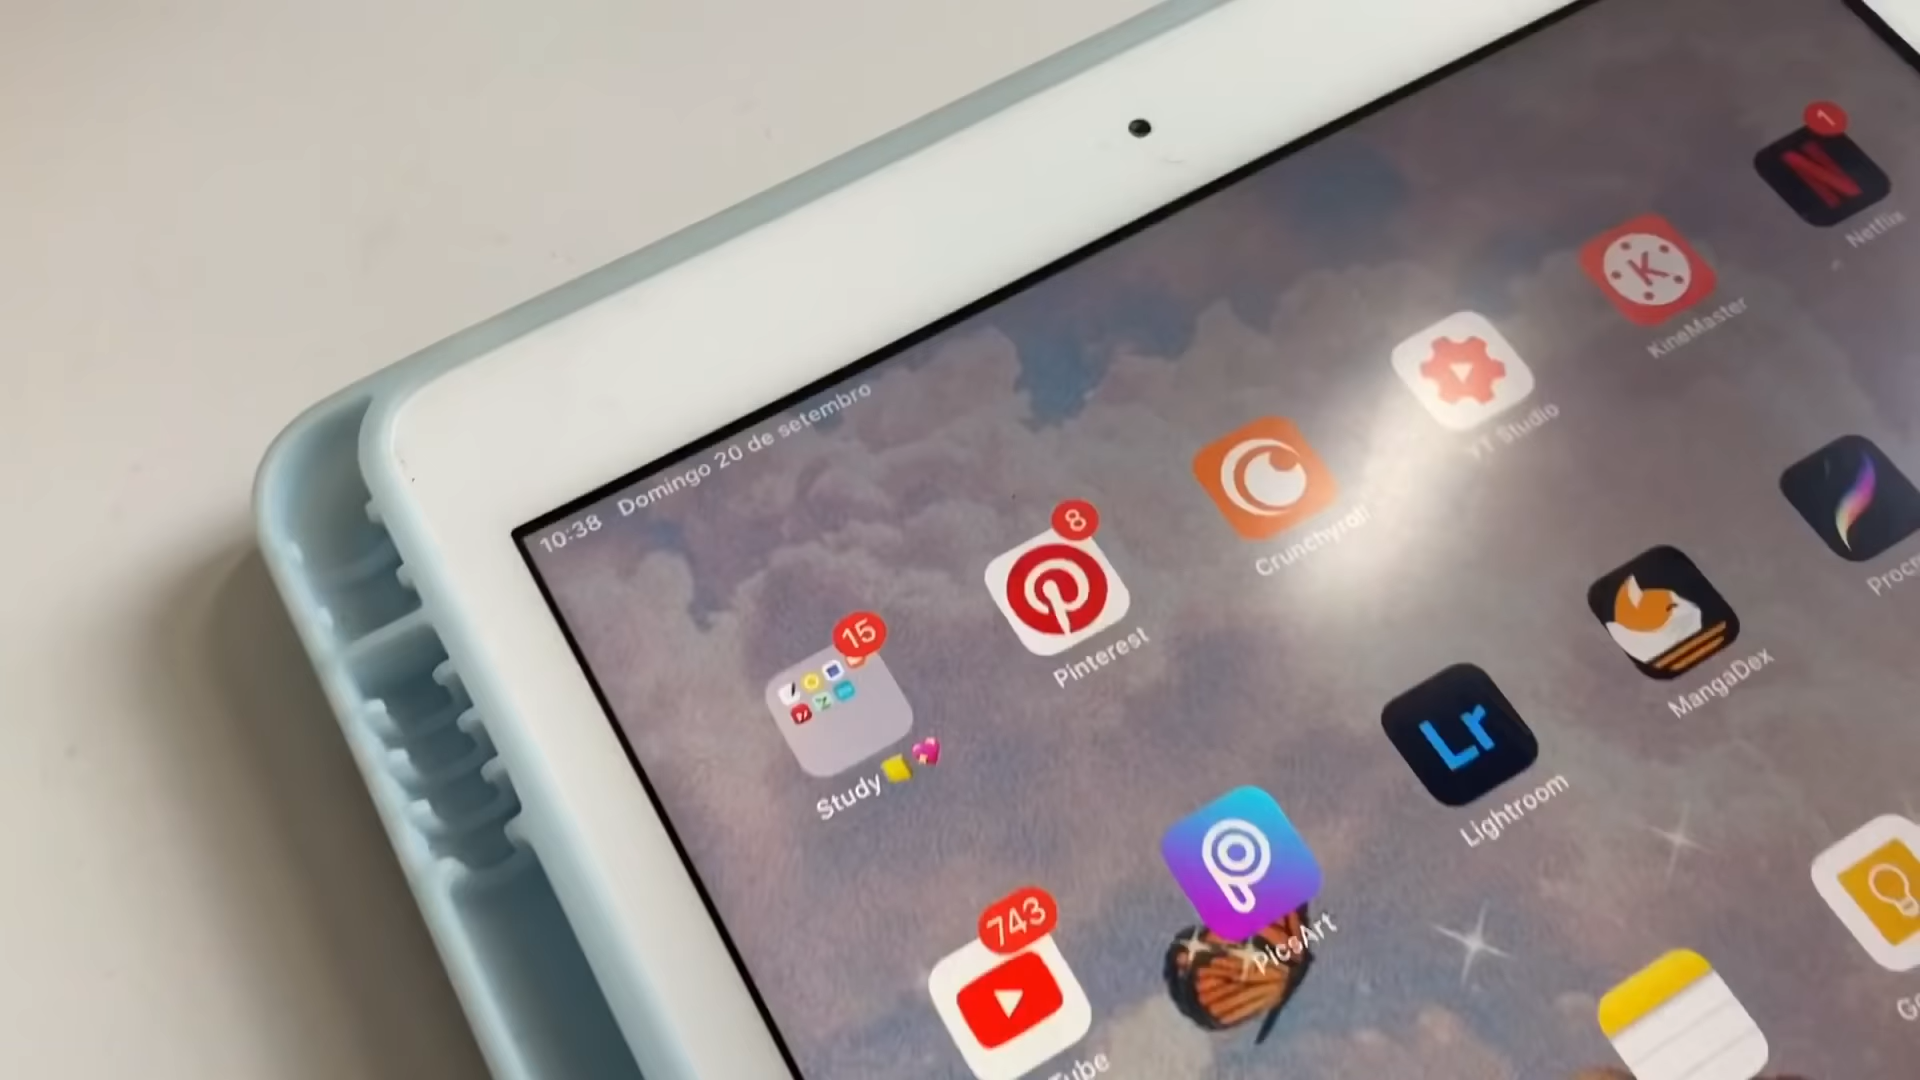 10:38 Domingo 20 de setembro
15
Study
8
Pinterest
Crunchyroll
YT Studio
K
KineMaster
1
N
Netflix
743
PicsArt
Lr
Lightroom
MangaDex